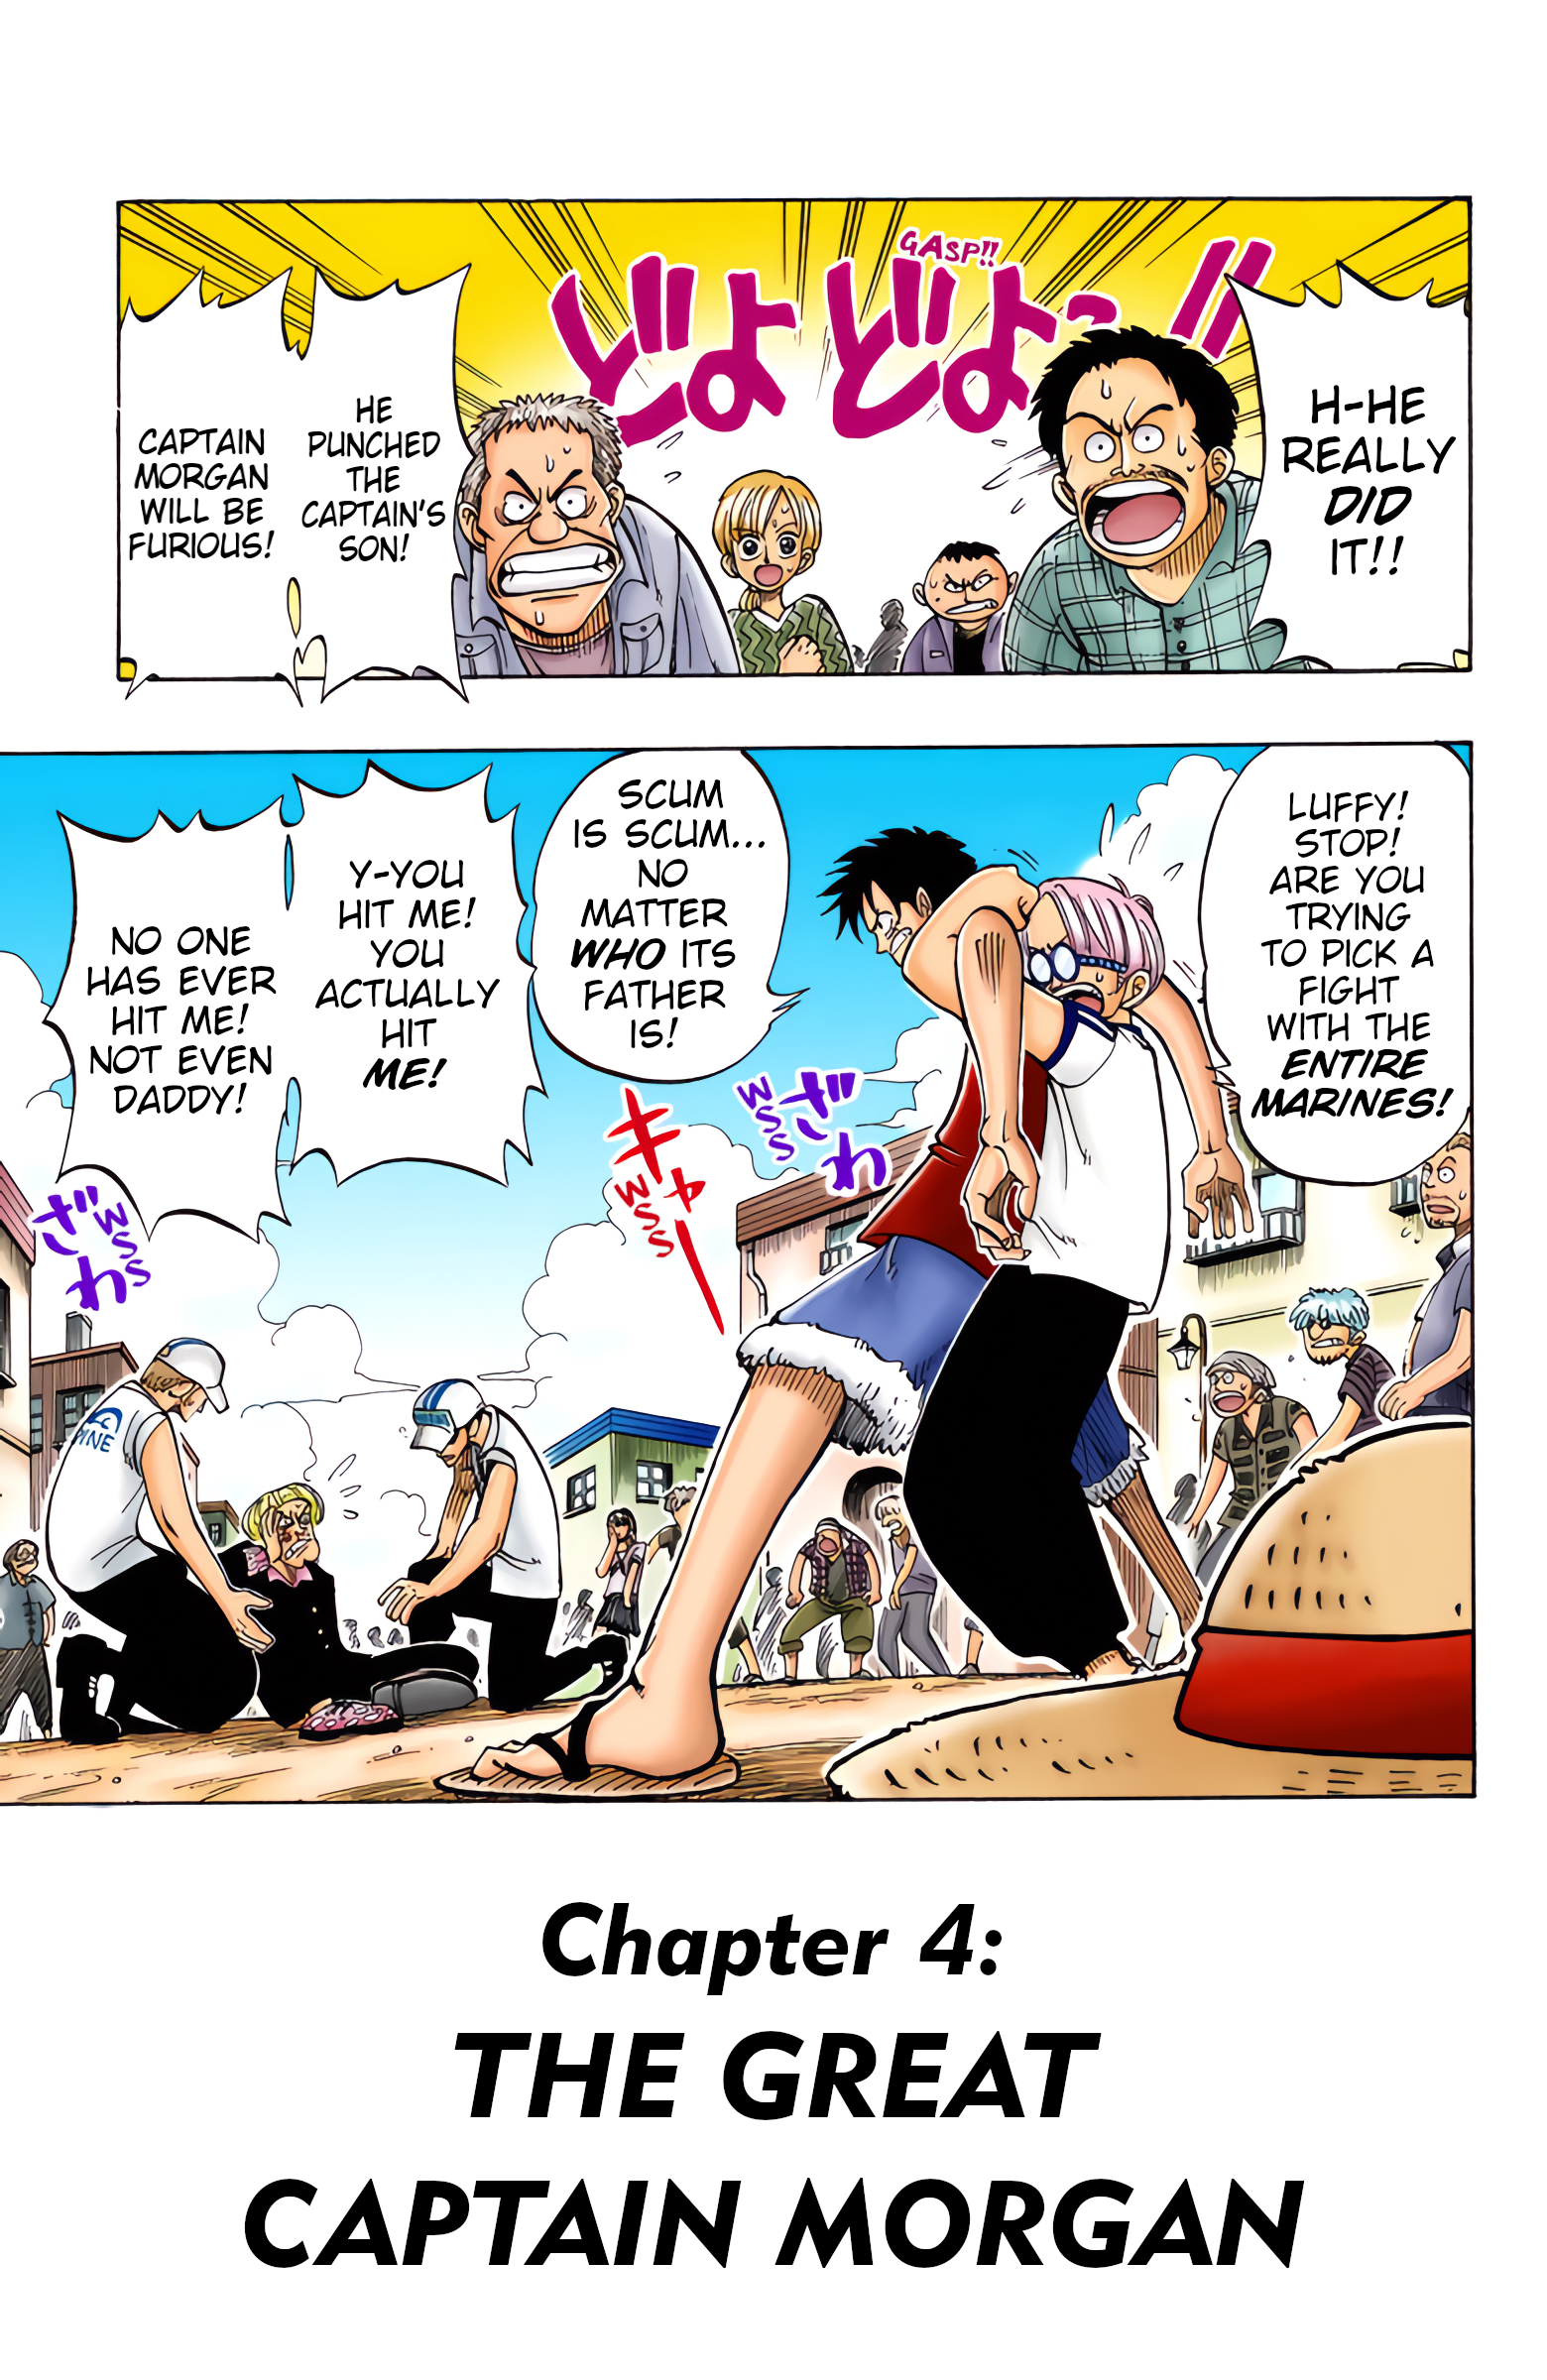 GASP!!
どよどよっ!!
H-HE
REALLY
DID
IT!!
HE
PUNCHED
THE
CAPTAIN'S
SON!
CAPTAIN
MORGAN
WILL BE
FURIOUS!
LUFFY!
STOP!
ARE YOU
TRYING
TO PICK A
FIGHT
WITH THE
ENTIRE
MARINES!
SCUM
IS SCUM...
NO
MATTER
WHO ITS
FATHER
IS!
Y-YOU
HIT ME!
YOU
ACTUALLY
HIT
ME!
NO ONE
HAS EVER
HIT ME!
NOT EVEN
DADDY!
ざわ
WSS
キャー
WSS
ざわ
WSS
INE
Chapter 4:
THE GREAT
CAPTAIN MORGAN